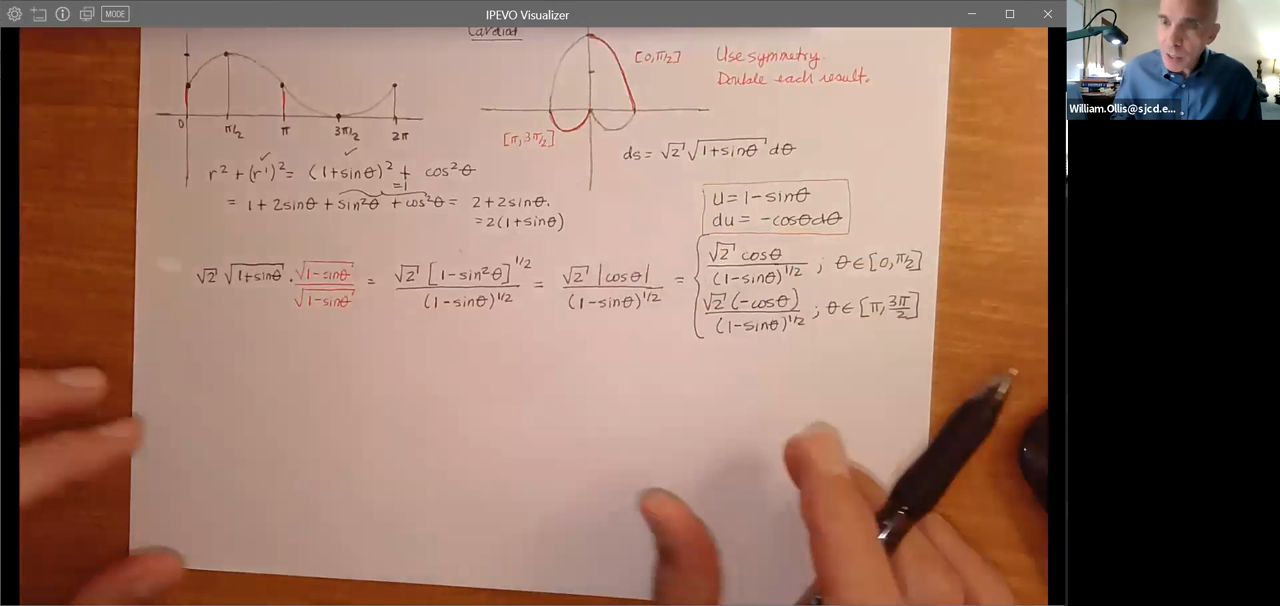 MODE
IPEVO Visualizer
William.Ollis@sjcd.e...
Cardioid
[0, π/2]
Use symmetry.
Double each result.
0 π/2 π 3π/2 2π
[π, 3π/2]
ds = √2 √1+sinθ dθ
r² + (r')² = (1+sinθ)² + cos²θ
=1
= 1 + 2sinθ + sin²θ + cos²θ = 2+2sinθ.
= 2(1+sinθ)
u = 1-sinθ
du = -cosθdθ
√2 √1+sinθ · √1-sinθ / √1-sinθ = √2 [1-sin²θ]^1/2 / (1-sinθ)^1/2 = √2 |cosθ| / (1-sinθ)^1/2 = { √2 cosθ / (1-sinθ)^1/2 ; θ∈[0, π/2]
√2 (-cosθ) / (1-sinθ)^1/2 ; θ∈[π, 3π/2]